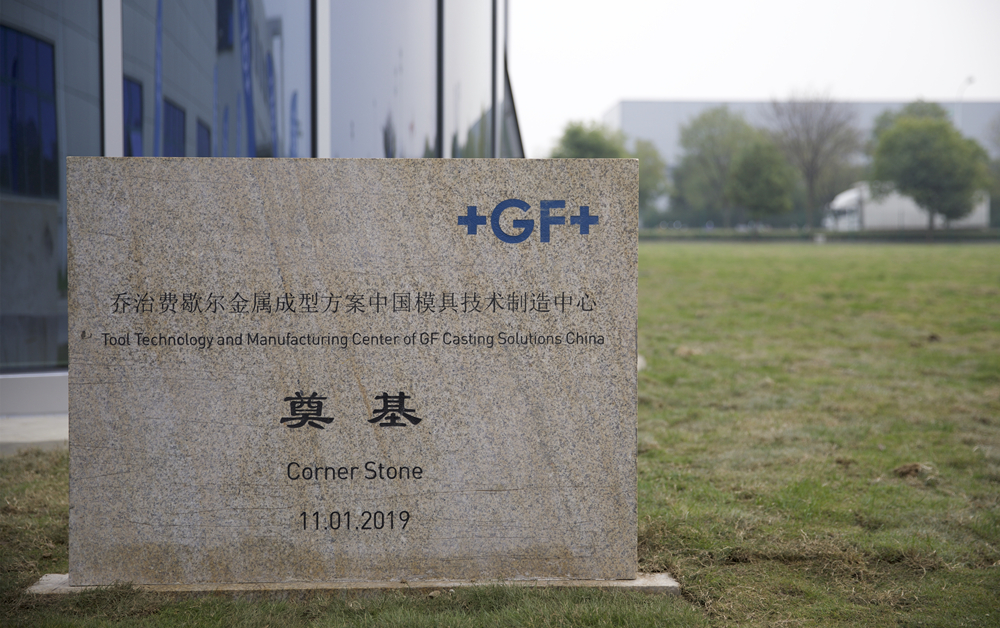 +GF+
乔治费歇尔金属成型方案中国模具技术制造中心
Tool Technology and Manufacturing Center of GF Casting Solutions China
奠基
Corner Stone
11.01.2019